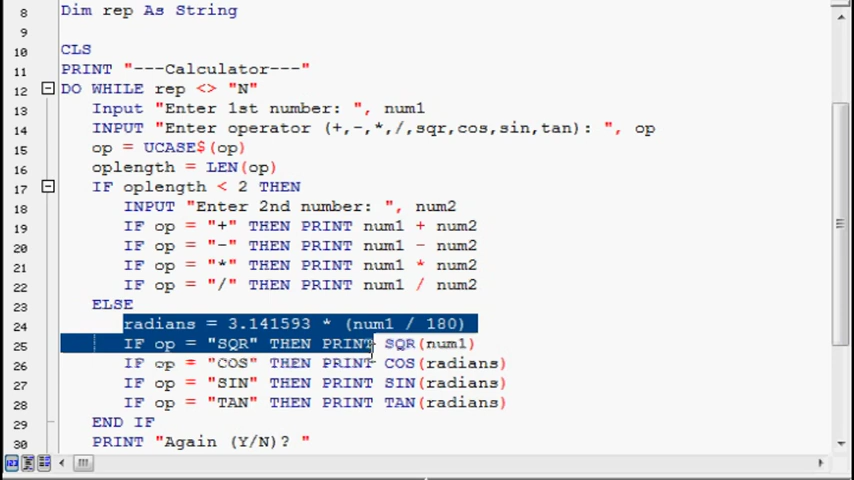 8 Dim rep As String
9
10 CLS
11 PRINT "---Calculator---"
12 DO WHILE rep <> "N"
13 Input "Enter 1st number: ", num1
14 INPUT "Enter operator (+,-,*,/,sqr,cos,sin,tan): ", op
15 op = UCASE$(op)
16 oplength = LEN(op)
17 IF oplength < 2 THEN
18 INPUT "Enter 2nd number: ", num2
19 IF op = "+" THEN PRINT num1 + num2
20 IF op = "-" THEN PRINT num1 - num2
21 IF op = "*" THEN PRINT num1 * num2
22 IF op = "/" THEN PRINT num1 / num2
23 ELSE
24 radians = 3.141593 * (num1 / 180)
25 IF op = "SQR" THEN PRINT SQR(num1)
26 IF op = "COS" THEN PRINT COS(radians)
27 IF op = "SIN" THEN PRINT SIN(radians)
28 IF op = "TAN" THEN PRINT TAN(radians)
29 END IF
30 PRINT "Again (Y/N)? "